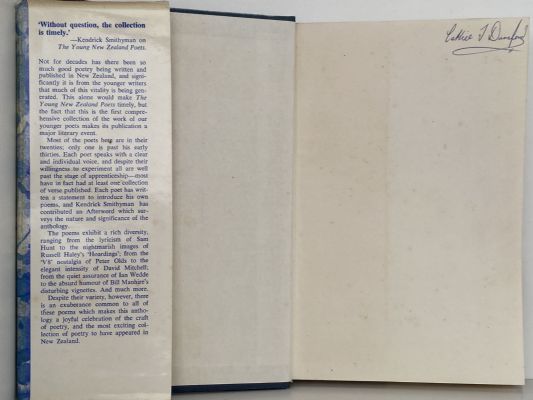 'Without question, the collection
is timely.'
—Kendrick Smithyman on
The Young New Zealand Poets.
Not for decades has there been so
much good poetry being written and
published in New Zealand, and signi-
ficantly it is from the younger writers
that much of this vitality is being gen-
erated. This alone would make The
Young New Zealand Poets timely, but
the fact that this is the first compre-
hensive collection of the work of our
younger poets makes its publication a
major literary event.
Most of the poets here are in their
twenties; only one is past his early
thirties. Each poet speaks with a clear
and individual voice, and despite their
willingness to experiment all are well
past the stage of apprenticeship—most
have in fact had at least one collection
of verse published. Each poet has writ-
ten a statement to introduce his own
poems, and Kendrick Smithyman has
contributed an Afterword which sur-
veys the nature and significance of the
anthology.
The poems exhibit a rich diversity,
ranging from the lyricism of Sam
Hunt to the nightmarish images of
Russell Haley's 'Hoardings'; from the
'V8' nostalgia of Peter Olds to the
elegant intensity of David Mitchell;
from the quiet assurance of Ian Wedde
to the absurd humour of Bill Manhire's
disturbing vignettes. And much more.
Despite their variety, however, there
is an exuberance common to all of
these poems which makes this antho-
logy a joyful celebration of the craft
of poetry, and the most exciting col-
lection of poetry to have appeared in
New Zealand.